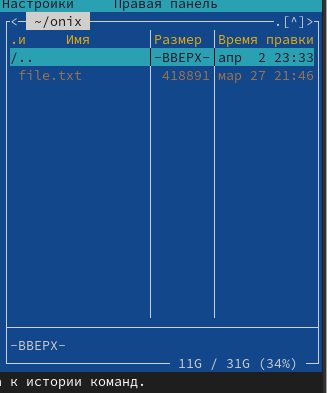 Настройки Правая панель
<─ ~/onix .[^]>
.и Имя Размер Время правки
/.. -ВВЕРХ- апр 2 23:33
file.txt 418891 мар 27 21:46
-ВВЕРХ-
11G / 31G (34%)
к истории команд.